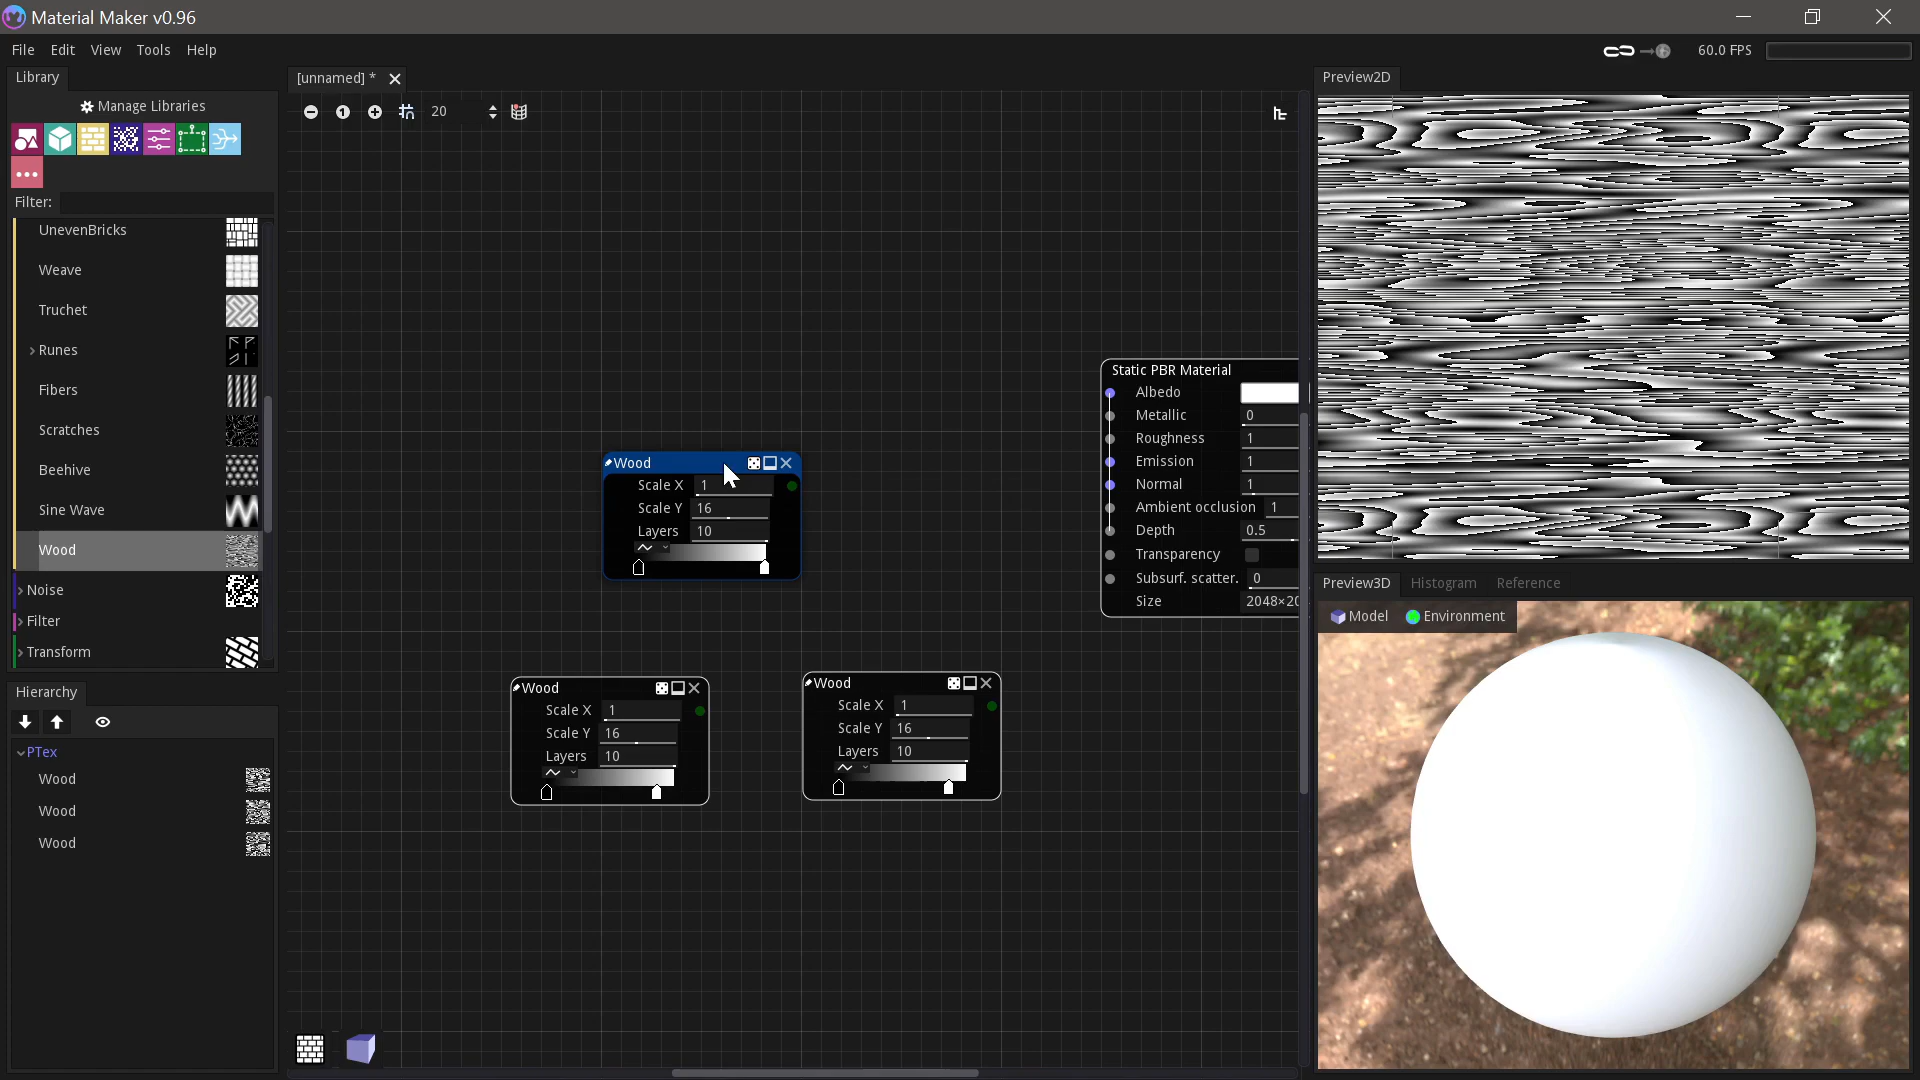 Material Maker v0.96
File Edit View Tools Help
60.0 FPS
Library
Manage Libraries
Filter:
UnevenBricks
Weave
Truchet
Runes
Fibers
Scratches
Beehive
Sine Wave
Wood
Noise
Filter
Transform
Hierarchy
PTex
Wood
Wood
Wood
[unnamed] *
20
Wood
Scale X 1
Scale Y 16
Layers 10
Wood
Scale X 1
Scale Y 16
Layers 10
Wood
Scale X 1
Scale Y 16
Layers 10
Static PBR Material
Albedo
Metallic 0
Roughness 1
Emission 1
Normal 1
Ambient occlusion 1
Depth 0.5
Transparency
Subsurf. scatter. 0
Size 2048×20
Preview2D
Preview3D Histogram Reference
Model Environment